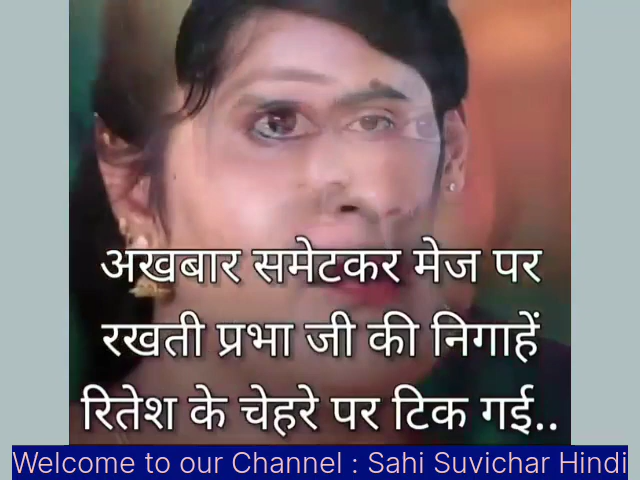 अखबार समेटकर मेज पर
रखती प्रभा जी की निगाहें
रितेश के चेहरे पर टिक गई..
Welcome to our Channel : Sahi Suvichar Hindi